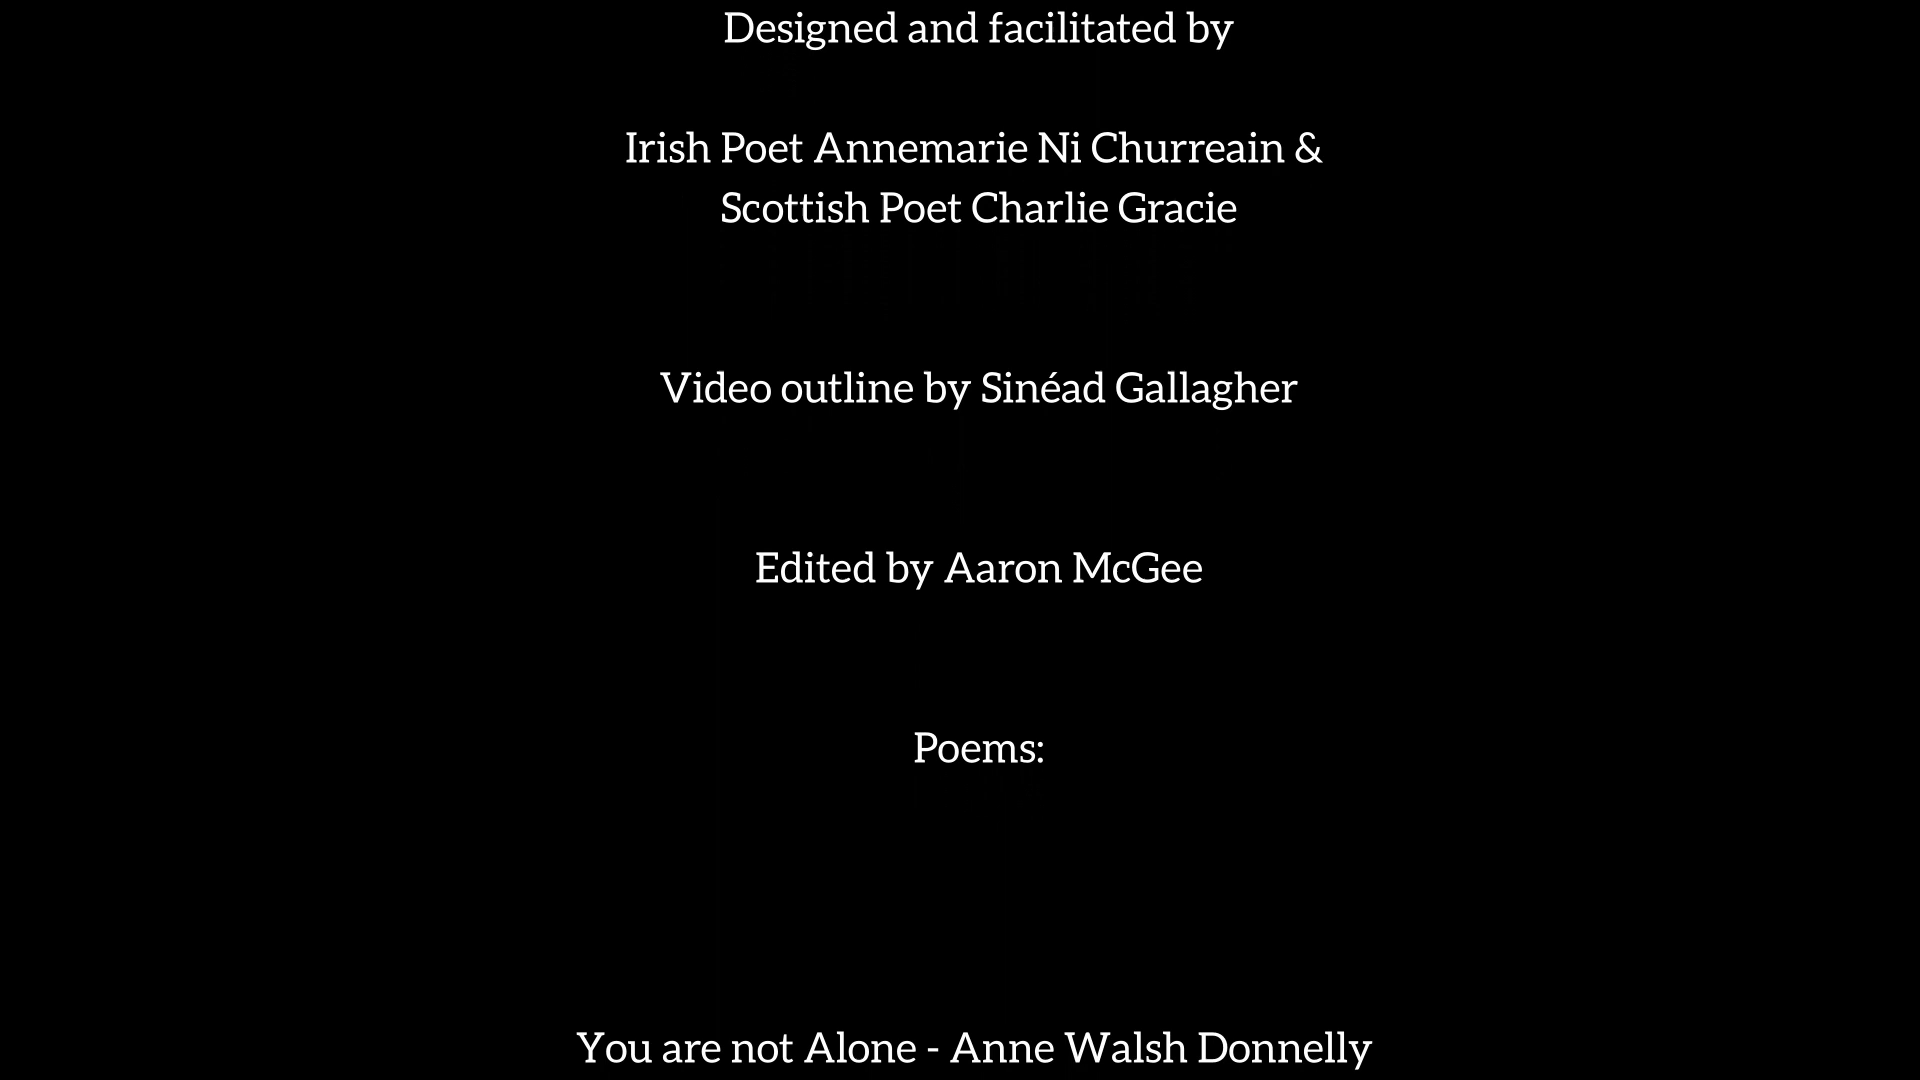 Designed and facilitated by
Irish Poet Annemarie Ni Churreain &
Scottish Poet Charlie Gracie
Video outline by Sinéad Gallagher
Edited by Aaron McGee
Poems:
You are not Alone - Anne Walsh Donnelly